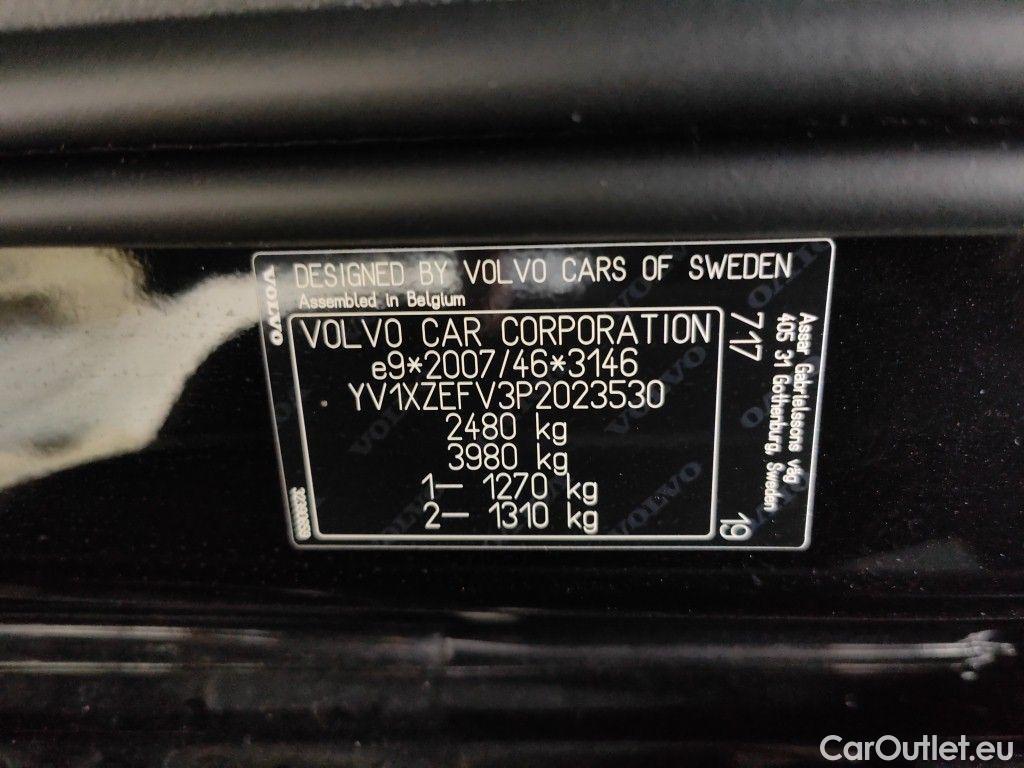 DESIGNED BY VOLVO CARS OF SWEDEN
Assembled in Belgium
VOLVO
VOLVO CAR CORPORATION
e9*2007/46*3146
YV1XZEFV3P2023530
2480 kg
3980 kg
1– 1270 kg
2– 1310 kg
717
19
Assar Gabrielssons väg
405 31 Gothenburg, Sweden
CarOutlet.eu